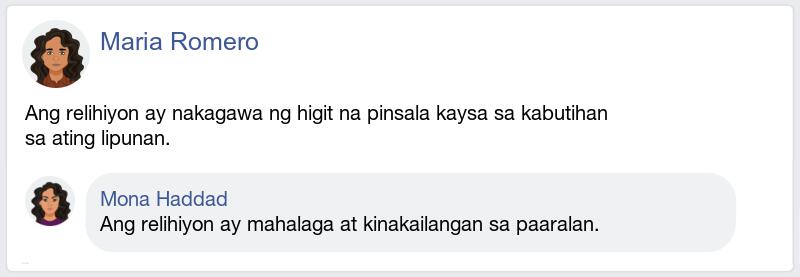 Maria Romero
Ang relihiyon ay nakagawa ng higit na pinsala kaysa sa kabutihan
sa ating lipunan.
Mona Haddad
Ang relihiyon ay mahalaga at kinakailangan sa paaralan.